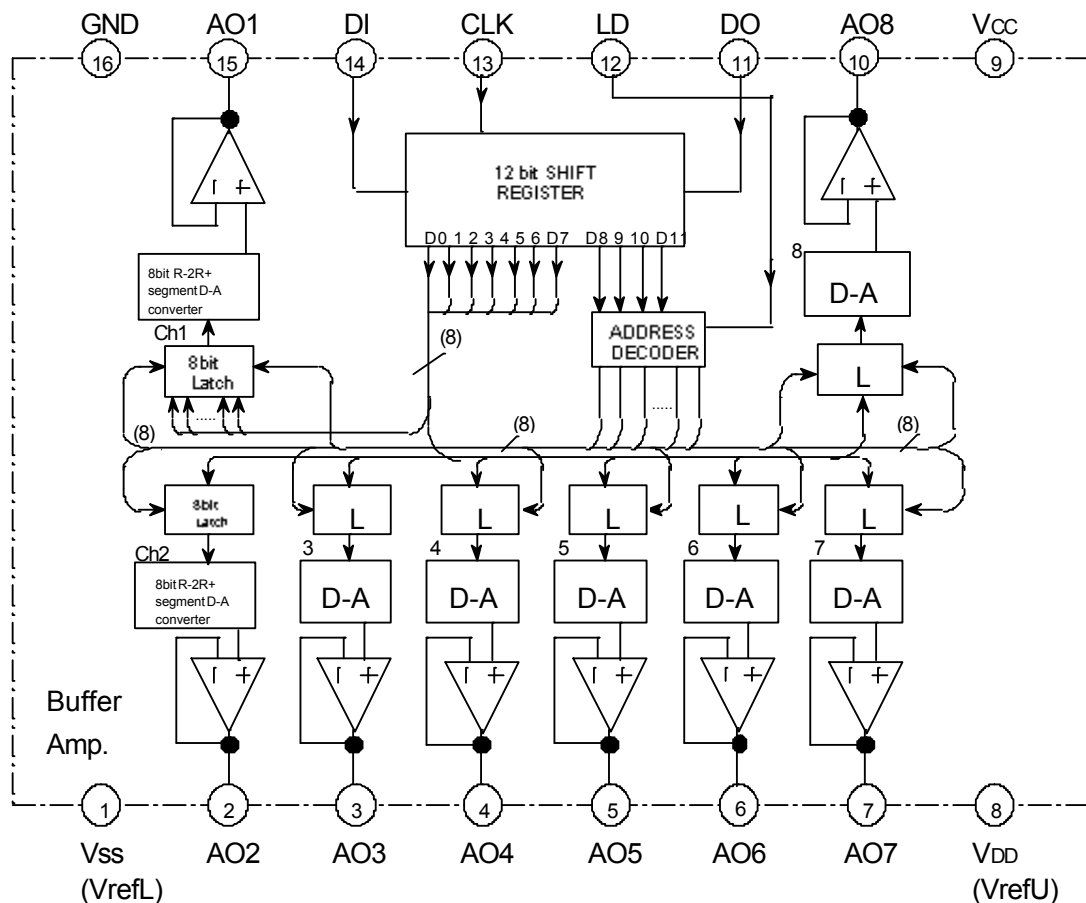 GND AO1 DI CLK LD DO AO8 VCC
16 15 14 13 12 11 10 9
12 bit SHIFT
REGISTER
D0 1 2 3 4 5 6 D7 D8 9 10 D11
8bit R-2R+
segment D-A
converter
8
D-A
Ch1
8bit
Latch
(8)
ADDRESS
DECODER
L
.....
.....
(8)
(8)
(8)
8bit
Latch
L
L
L
L
L
Ch2
3
4
5
6
7
8bit R-2R+
segment D-A
converter
D-A
D-A
D-A
D-A
D-A
Buffer
Amp.
1 2 3 4 5 6 7 8
Vss AO2 AO3 AO4 AO5 AO6 AO7 VDD
(VrefL) (VrefU)